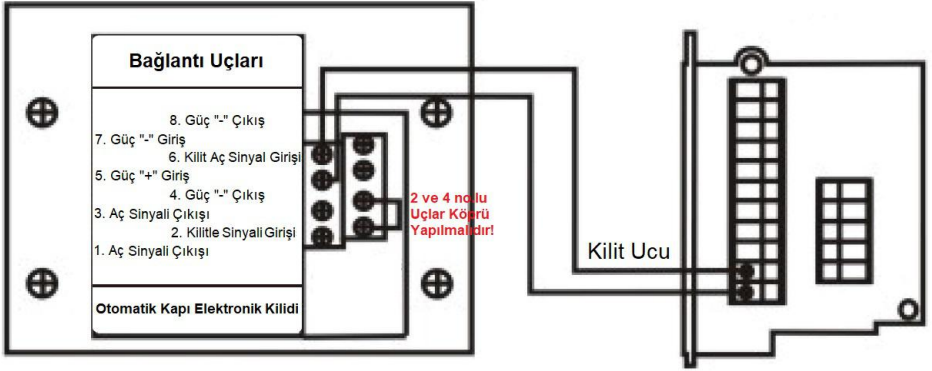 Bağlantı Uçları
8. Güç "-" Çıkış
7. Güç "-" Giriş
6. Kilit Aç Sinyal Girişi
5. Güç "+" Giriş
4. Güç "-" Çıkış
3. Aç Sinyali Çıkışı
2. Kilitle Sinyali Girişi
1. Aç Sinyali Çıkışı
2 ve 4 no.lu
Uçlar Köprü
Yapılmalıdır!
Kilit Ucu
Otomatik Kapı Elektronik Kilidi